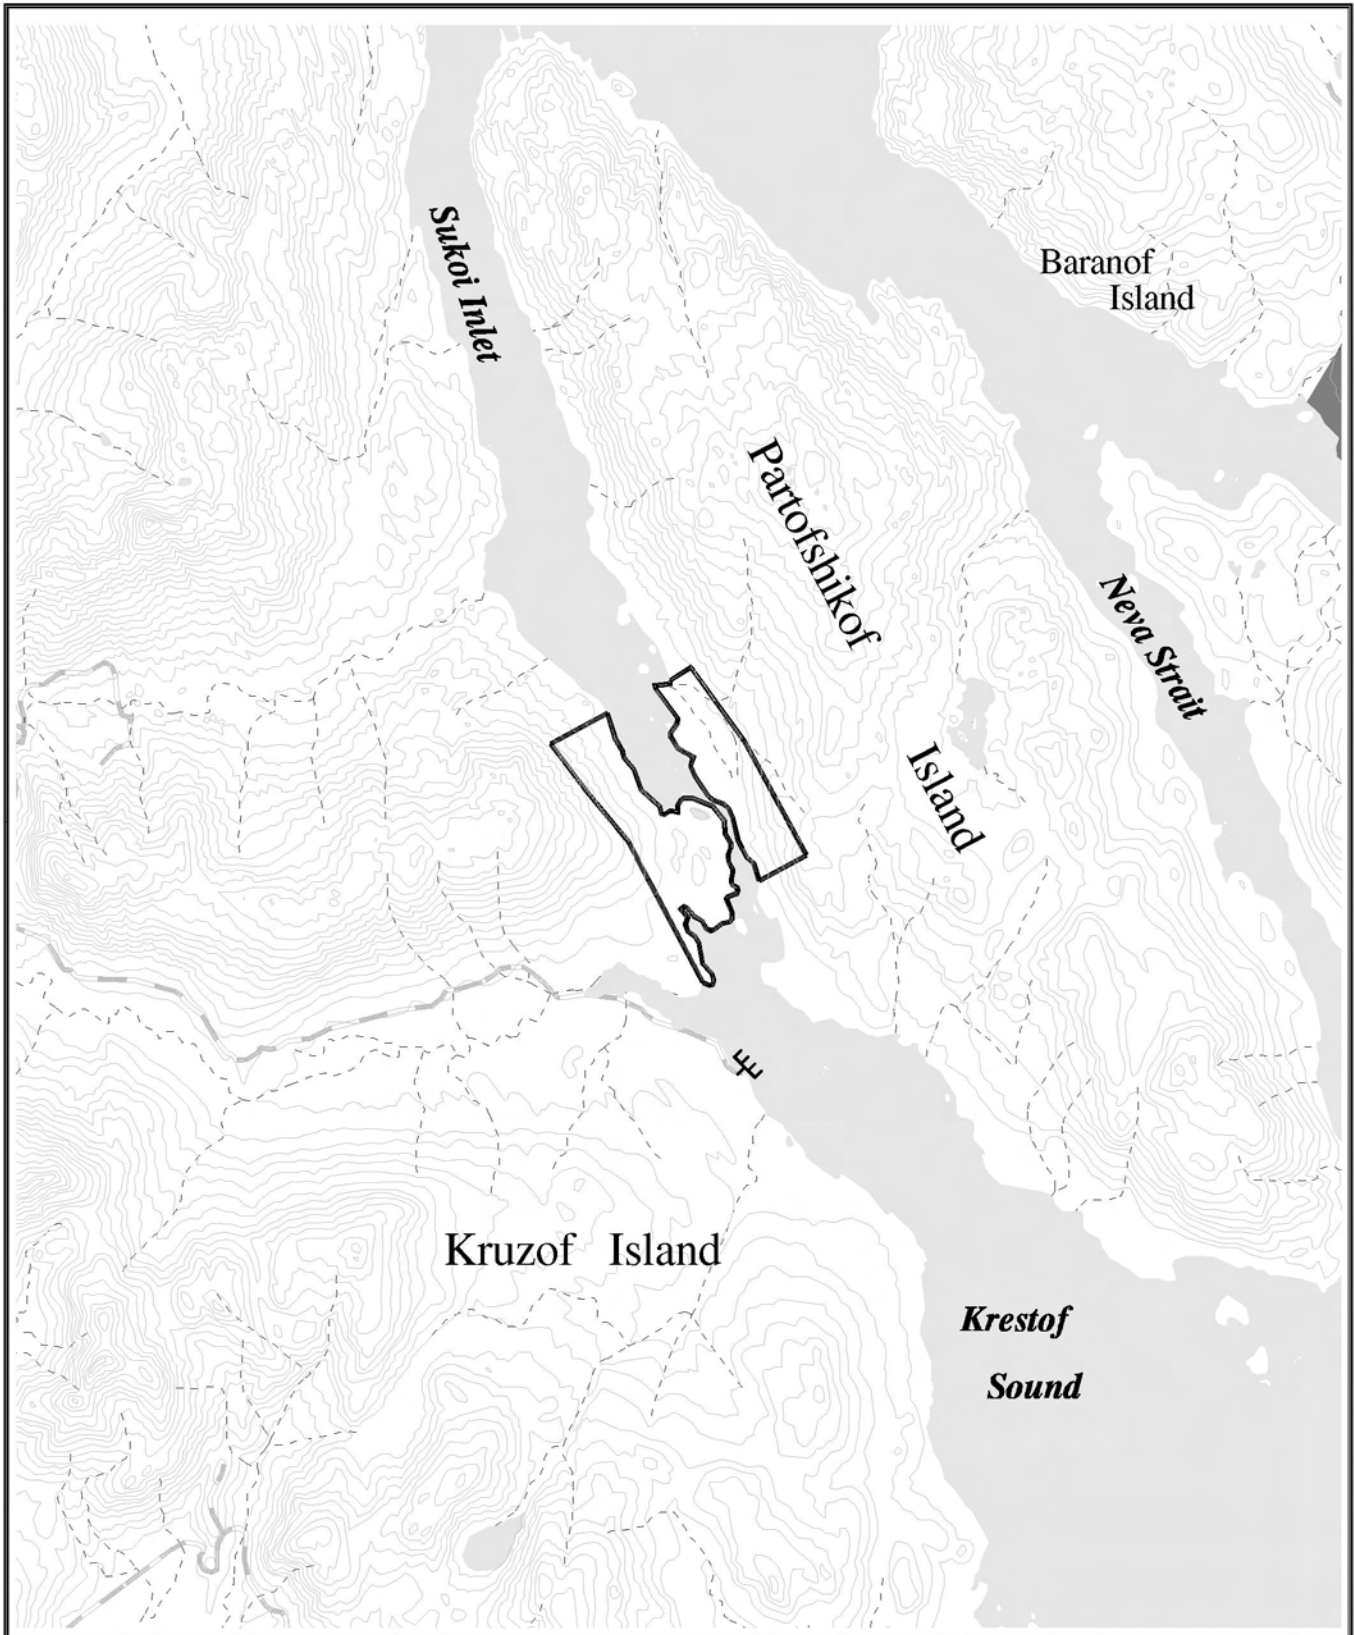 Sukoi Inlet
Baranof
Island
Partofshikof
Island
Neva Strait
Kruzof Island
Krestof
Sound